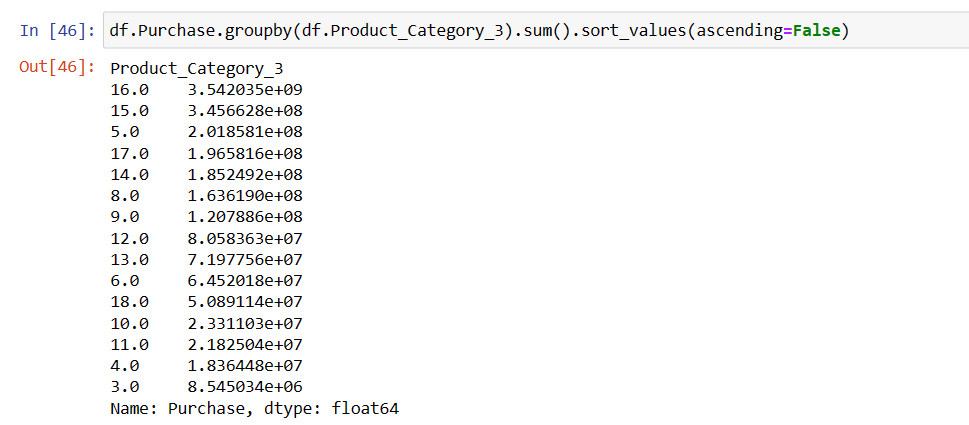 In [46]: df.Purchase.groupby(df.Product_Category_3).sum().sort_values(ascending=False)
Out[46]: Product_Category_3
16.0    3.542035e+09
15.0    3.456628e+08
5.0     2.018581e+08
17.0    1.965816e+08
14.0    1.852492e+08
8.0     1.636190e+08
9.0     1.207886e+08
12.0    8.058363e+07
13.0    7.197756e+07
6.0     6.452018e+07
18.0    5.089114e+07
10.0    2.331103e+07
11.0    2.182504e+07
4.0     1.836448e+07
3.0     8.545034e+06
Name: Purchase, dtype: float64